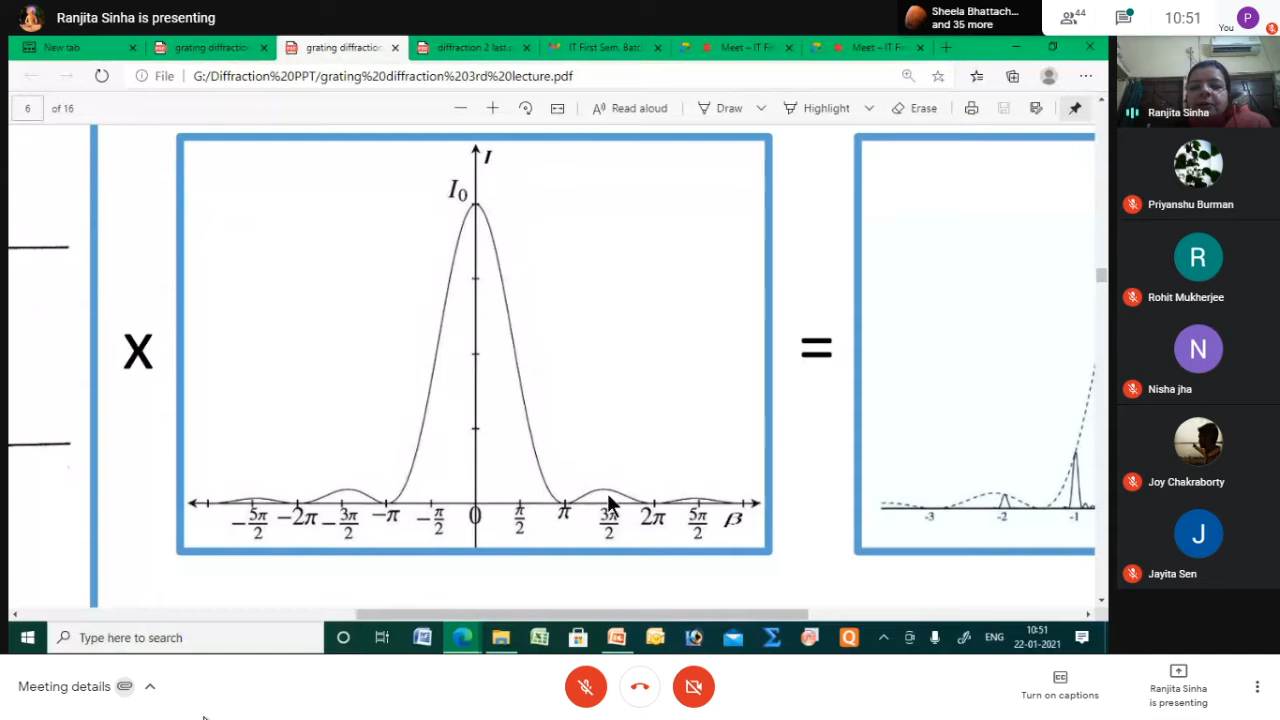 Ranjita Sinha is presenting
Sheela Bhattach...
and 35 more
44
10:51
You
P
New tab
grating diffraction
grating diffraction.
diffraction 2 last.
IT First Sem. Batc
Meet – IT Fi
Meet – IT Fi
File
G:/Diffraction%20PPT/grating%20diffraction%203rd%20lecture.pdf
6
of 16
Read aloud
Draw
Highlight
Erase
I
I0
X
=
-5π/2
-2π
-3π/2
-π
-π/2
0
π/2
π
3π/2
2π
5π/2
β
-3
-2
-1
Ranjita Sinha
Priyanshu Burman
R
Rohit Mukherjee
N
Nisha jha
Joy Chakraborty
J
Jayita Sen
Type here to search
ENG
10:51
22-01-2021
Meeting details
Turn on captions
Ranjita Sinha
is presenting